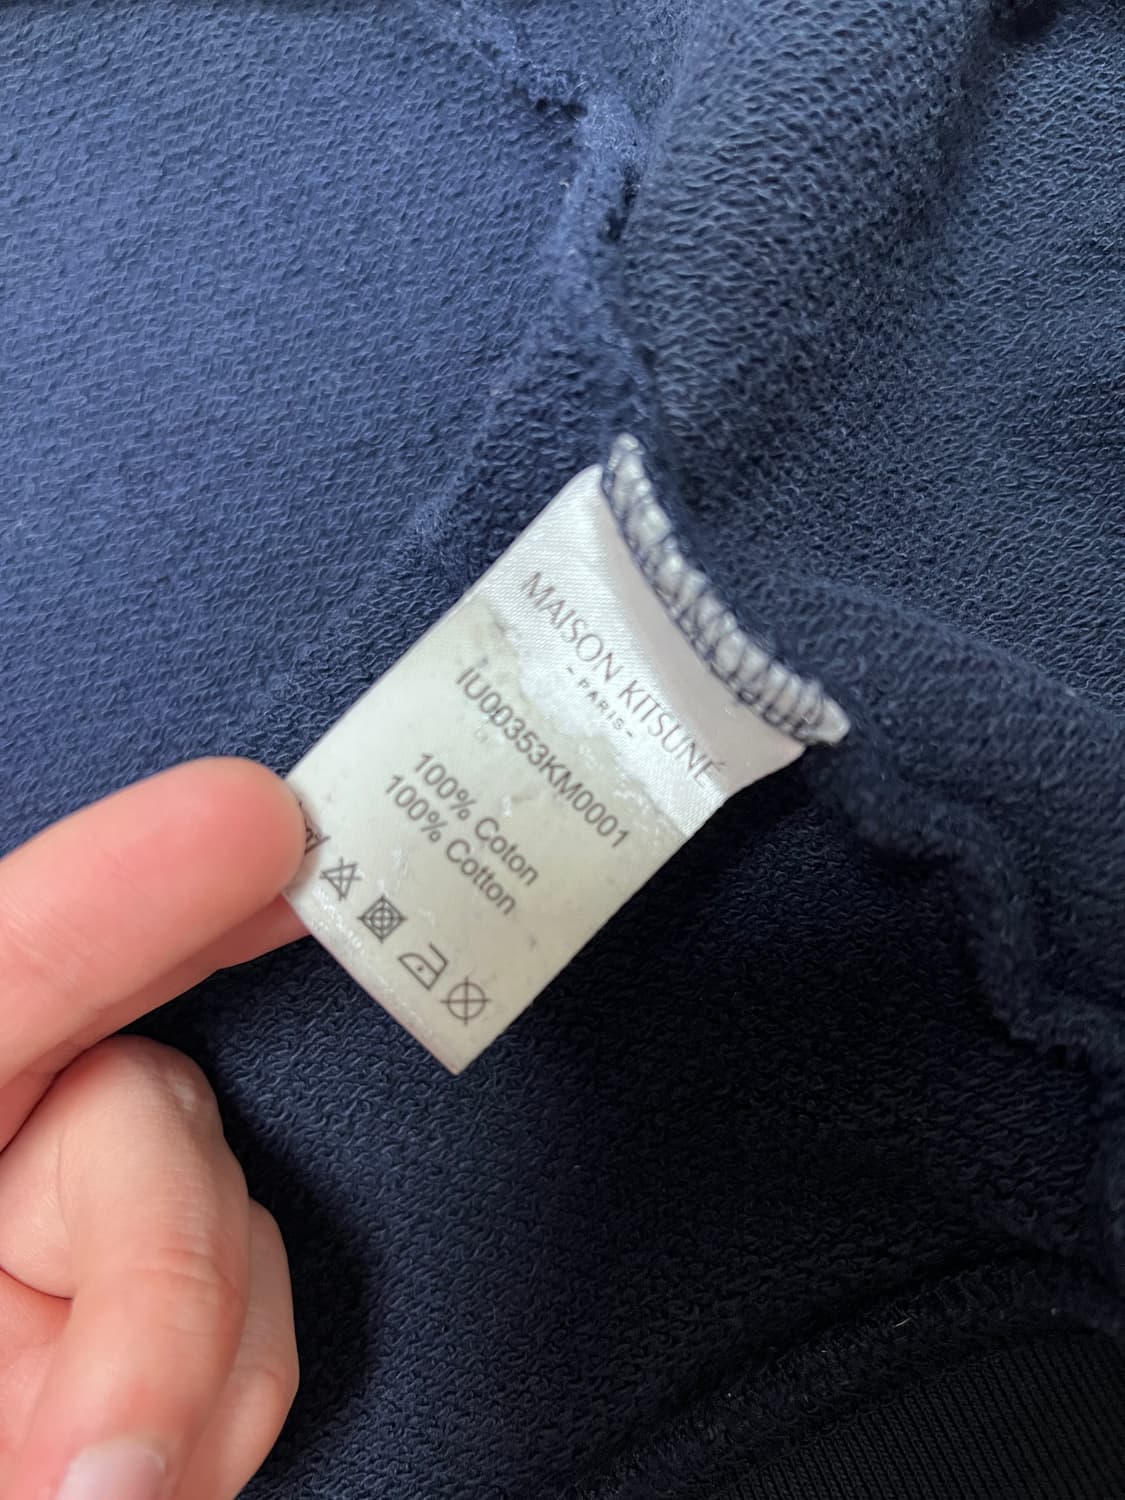 MAISON KITSUNÉ
- PARIS -
IU00353KM0001
100% Coton
100% Cotton